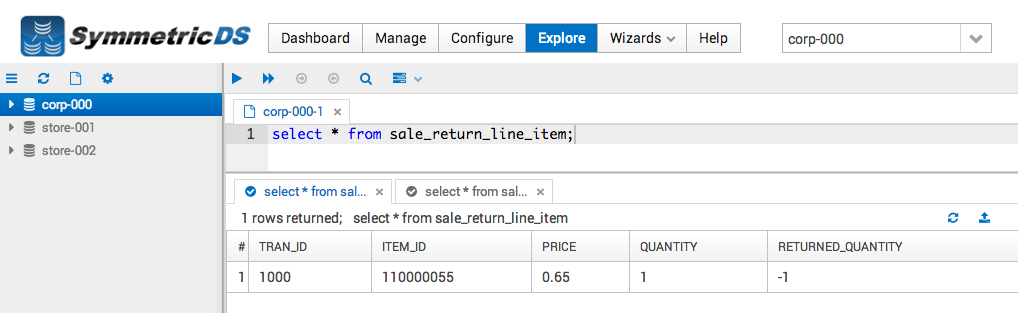 SymmetricDS Dashboard Manage Configure Explore Wizards Help corp-000
corp-000
store-001
store-002
corp-000-1 ×
1 select * from sale_return_line_item;
select * from sal... × select * from sal... ×
1 rows returned; select * from sale_return_line_item
# TRAN_ID ITEM_ID PRICE QUANTITY RETURNED_QUANTITY
1 1000 110000055 0.65 1 -1